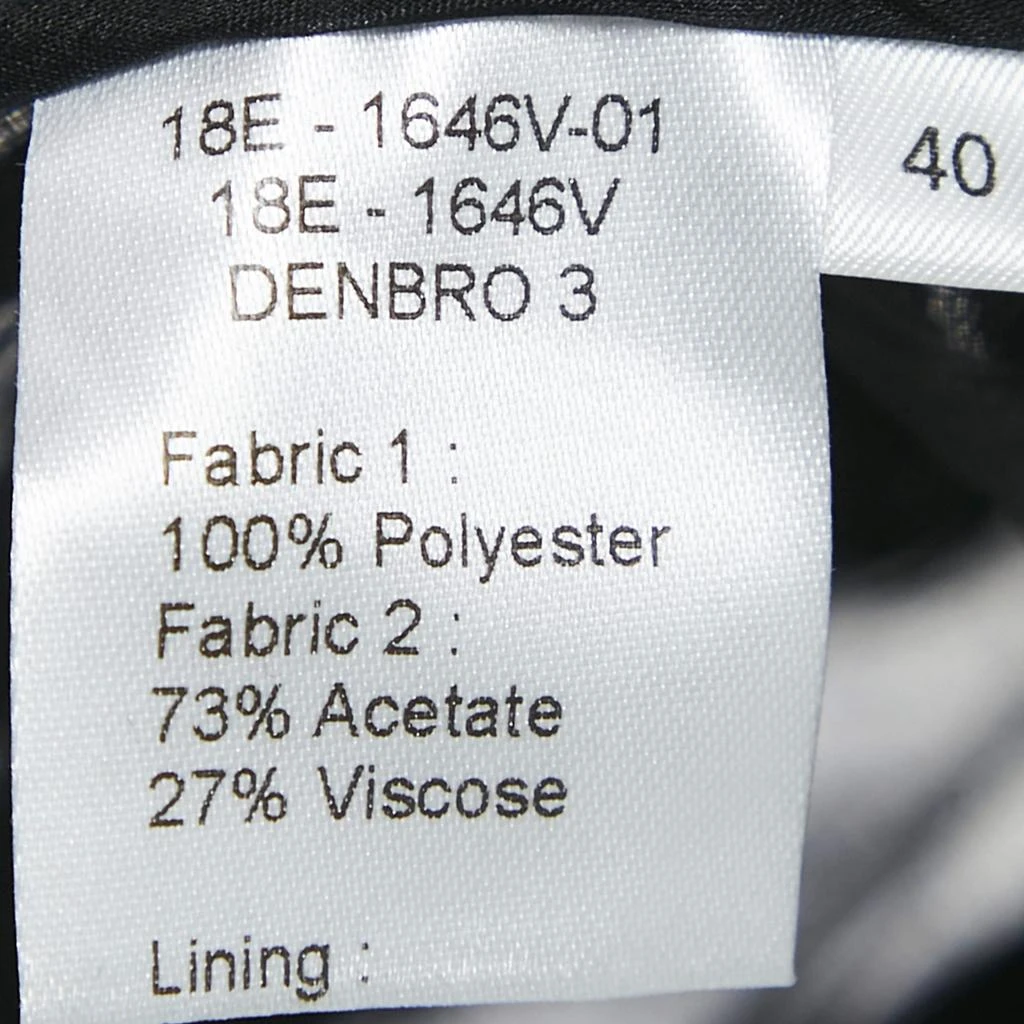 18E - 1646V-01
18E - 1646V
DENBRO 3
40
Fabric 1 :
100% Polyester
Fabric 2 :
73% Acetate
27% Viscose
Lining :